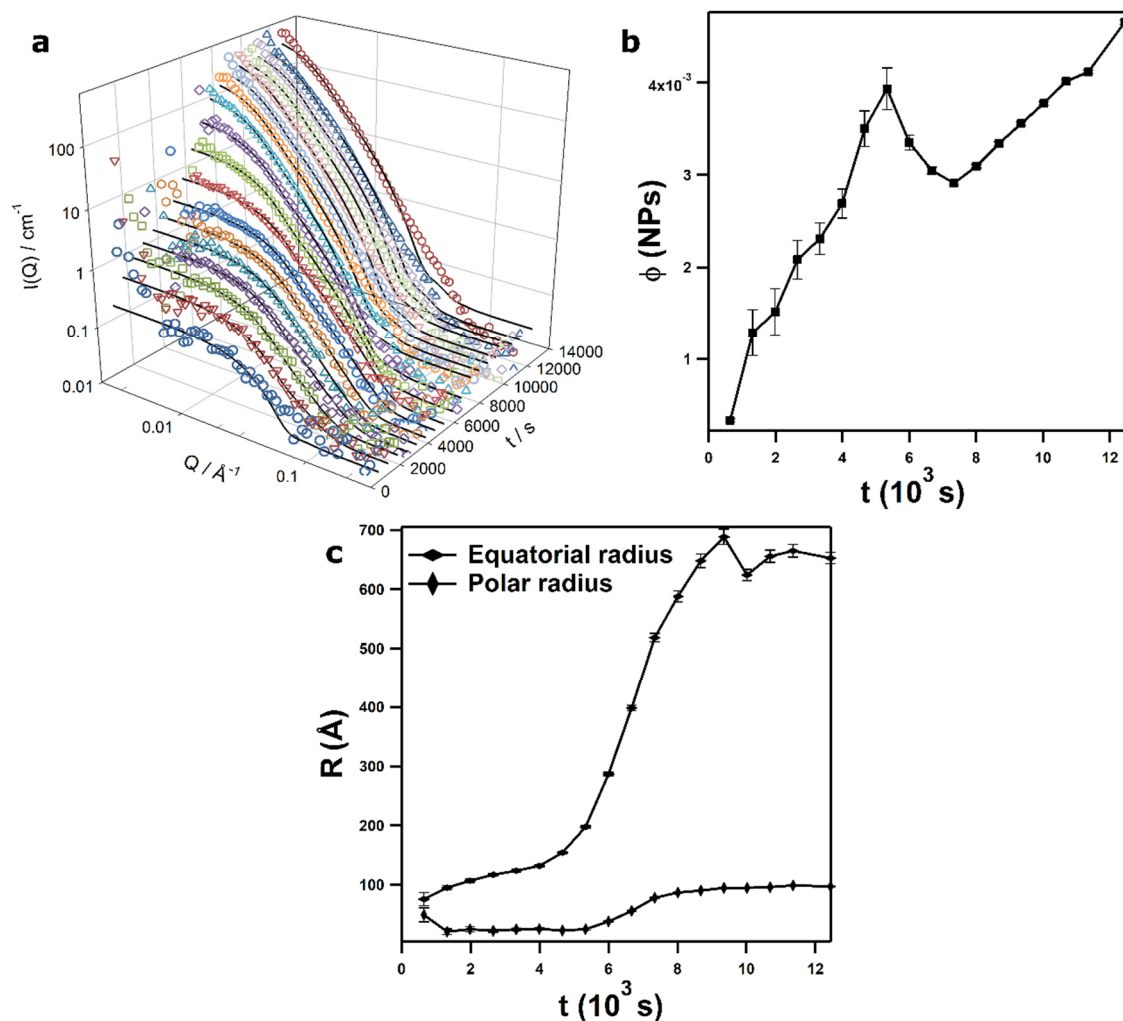 a
I(Q) / cm⁻¹
100
10
1
0.1
0.01
0.01
0.1
Q / Å⁻¹
0
2000
4000
6000
8000
10000
12000
14000
t / s
b
ϕ (NPs)
4x10⁻³
3
2
1
0 2 4 6 8 10 12
t (10³ s)
c
Equatorial radius
Polar radius
R (Å)
700
600
500
400
300
200
100
0 2 4 6 8 10 12
t (10³ s)